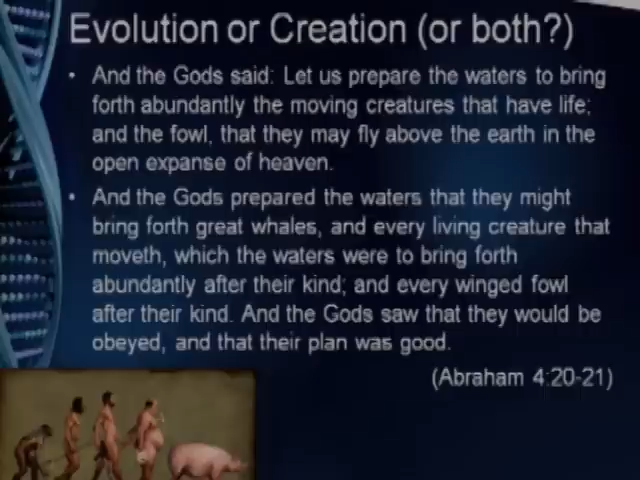 Evolution or Creation (or both?)
• And the Gods said: Let us prepare the waters to bring
forth abundantly the moving creatures that have life;
and the fowl, that they may fly above the earth in the
open expanse of heaven.
• And the Gods prepared the waters that they might
bring forth great whales, and every living creature that
moveth, which the waters were to bring forth
abundantly after their kind; and every winged fowl
after their kind. And the Gods saw that they would be
obeyed, and that their plan was good.
(Abraham 4:20-21)